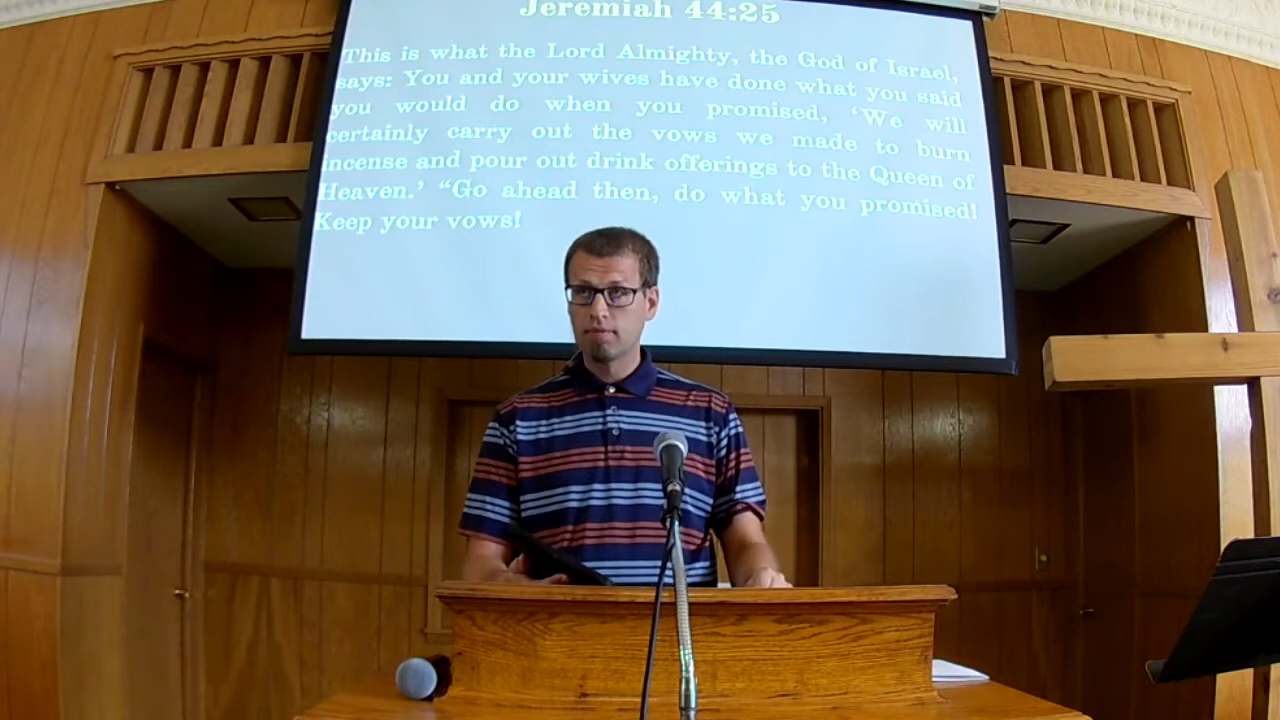 Jeremiah 44:25
This is what the Lord Almighty, the God of Israel,
says: You and your wives have done what you said
you would do when you promised, ‘We will
certainly carry out the vows we made to burn
incense and pour out drink offerings to the Queen of
Heaven.’ “Go ahead then, do what you promised!
Keep your vows!